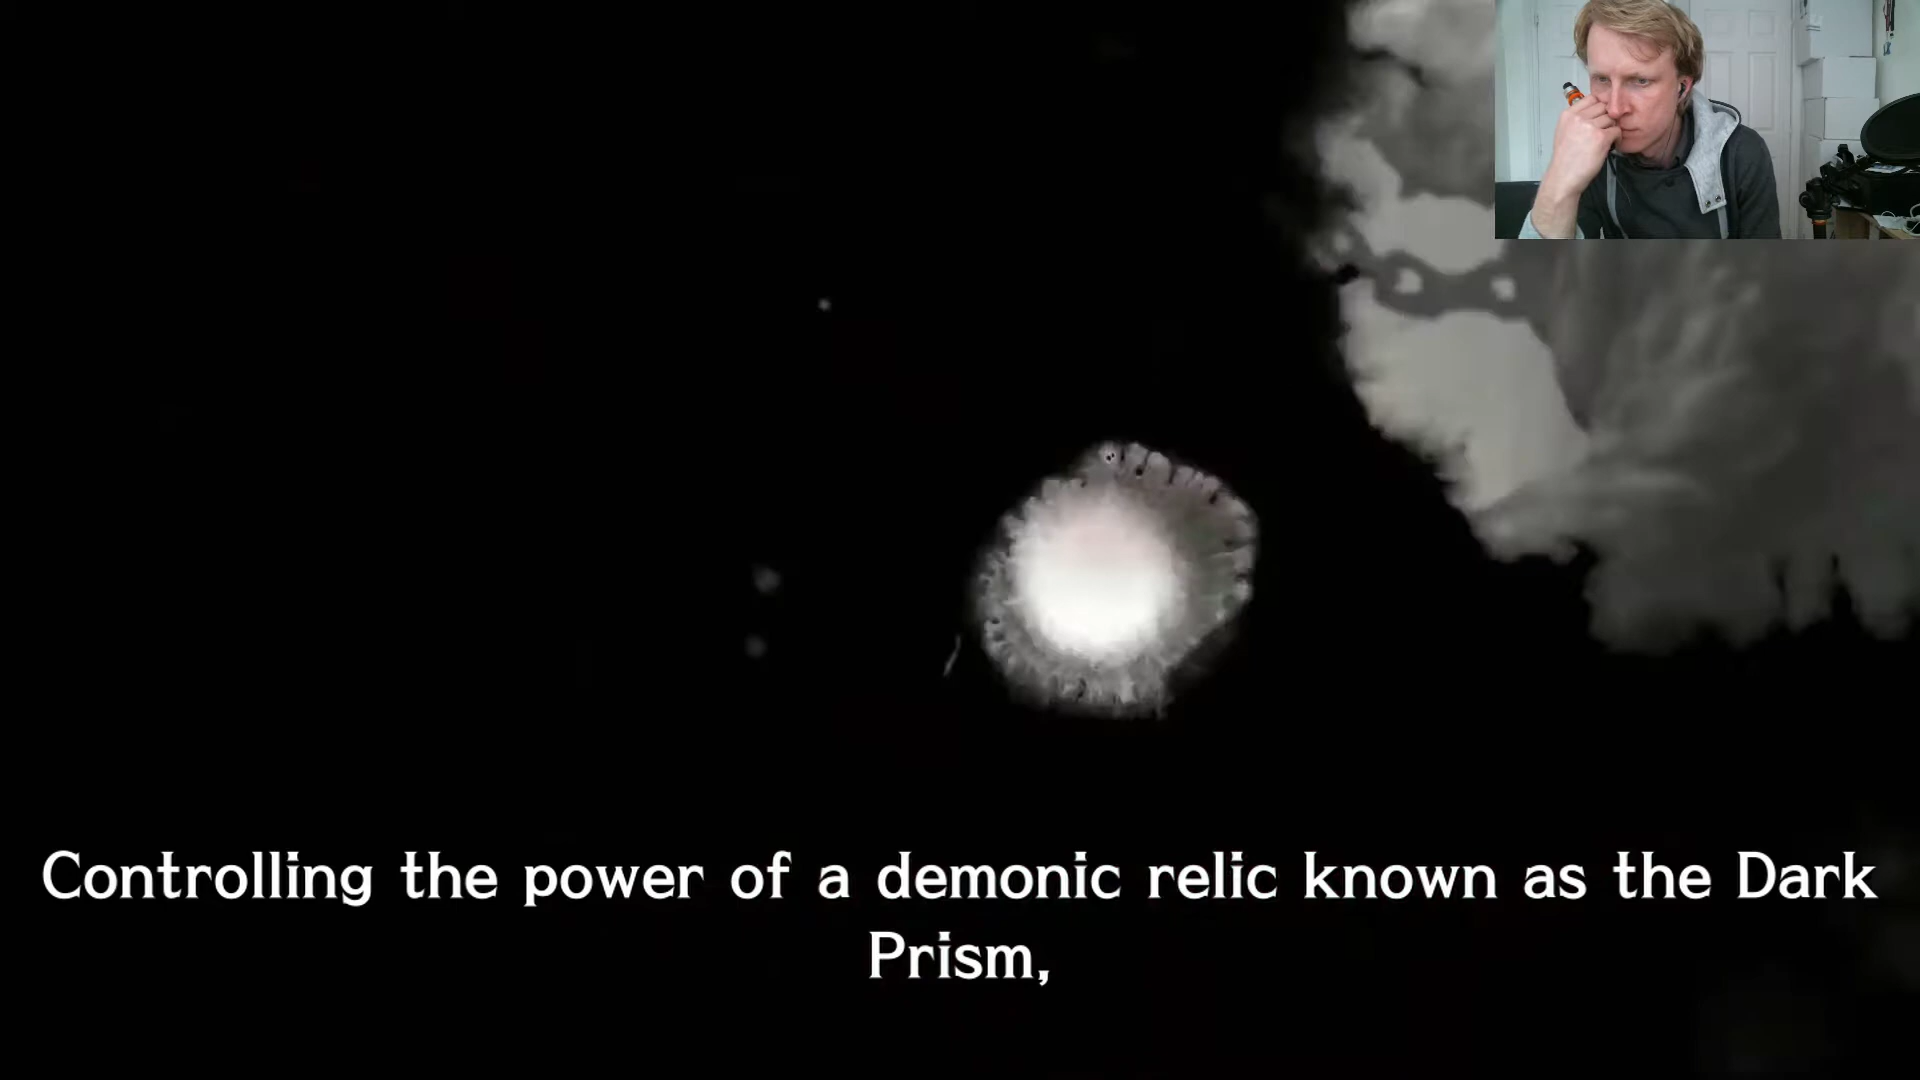 Controlling the power of a demonic relic known as the Dark
Prism,